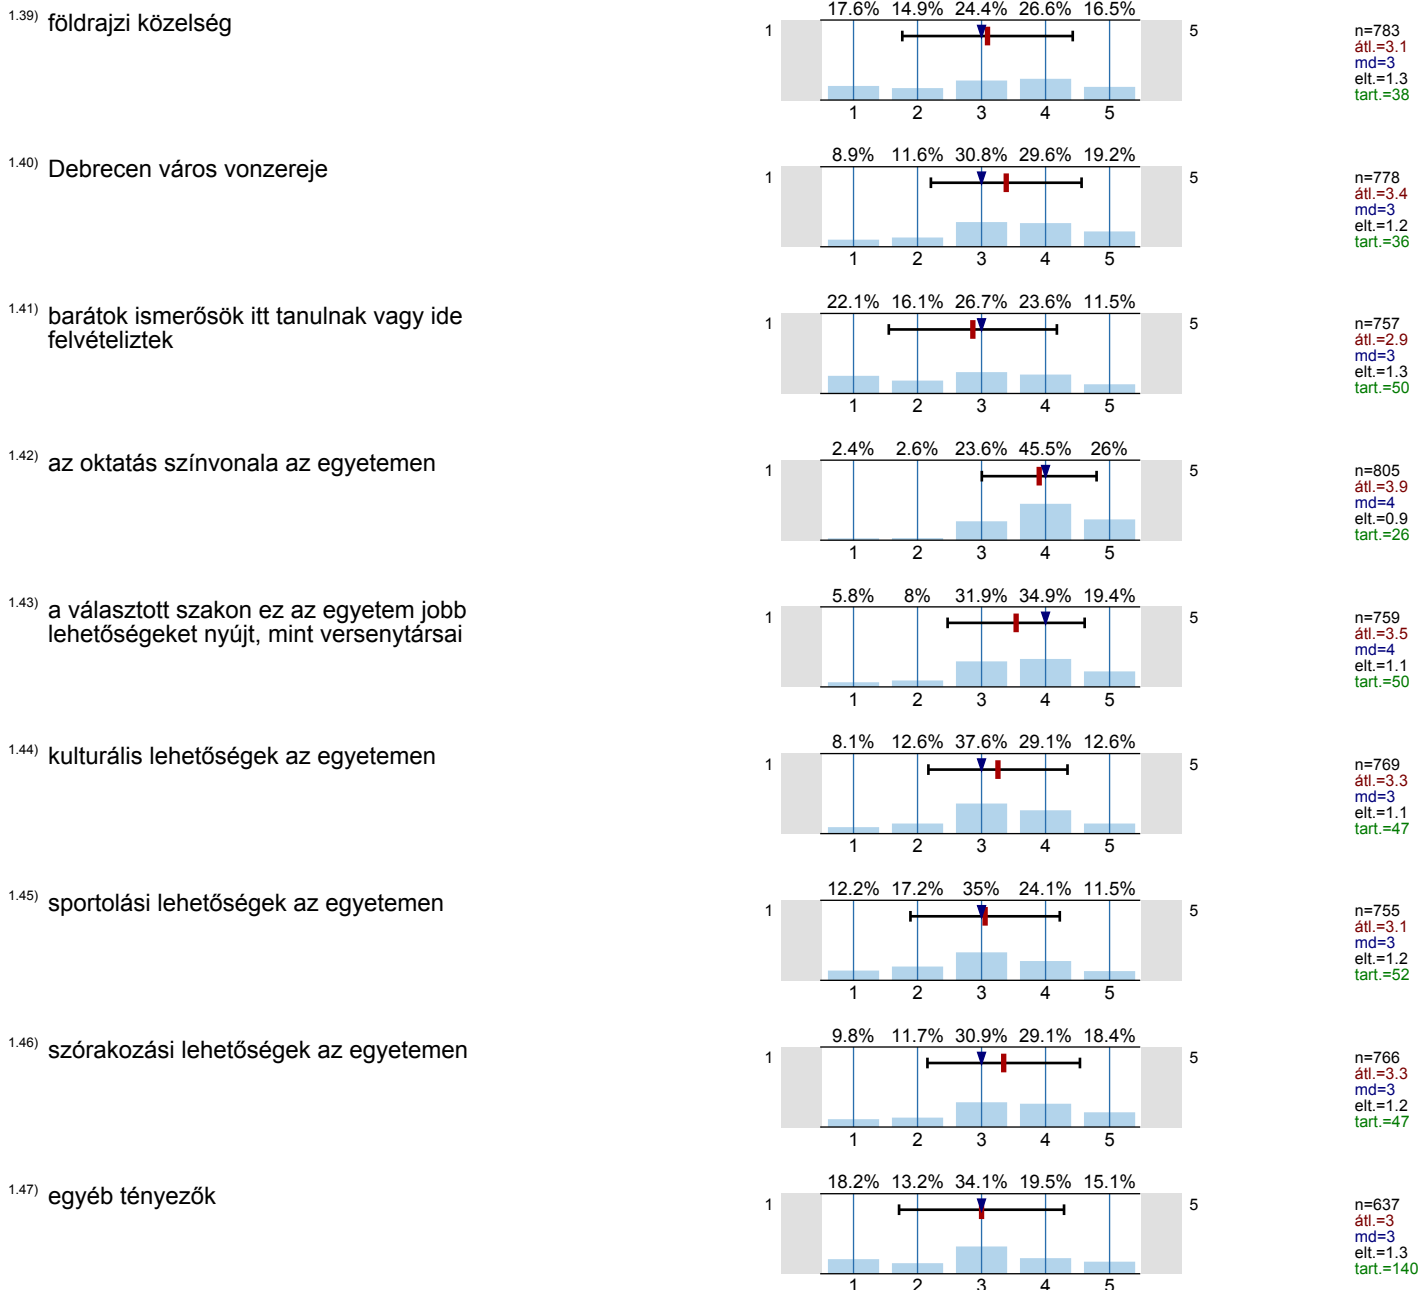 1.39) földrajzi közelség
17.6% 14.9% 24.4% 26.6% 16.5%
1 5
1 2 3 4 5
n=783
átl.=3.1
md=3
elt.=1.3
tart.=38
1.40) Debrecen város vonzereje
8.9% 11.6% 30.8% 29.6% 19.2%
1 5
1 2 3 4 5
n=778
átl.=3.4
md=3
elt.=1.2
tart.=36
1.41) barátok ismerősök itt tanulnak vagy ide
felvételiztek
22.1% 16.1% 26.7% 23.6% 11.5%
1 5
1 2 3 4 5
n=757
átl.=2.9
md=3
elt.=1.3
tart.=50
1.42) az oktatás színvonala az egyetemen
2.4% 2.6% 23.6% 45.5% 26%
1 5
1 2 3 4 5
n=805
átl.=3.9
md=4
elt.=0.9
tart.=26
1.43) a választott szakon ez az egyetem jobb
lehetőségeket nyújt, mint versenytársai
5.8% 8% 31.9% 34.9% 19.4%
1 5
1 2 3 4 5
n=759
átl.=3.5
md=4
elt.=1.1
tart.=50
1.44) kulturális lehetőségek az egyetemen
8.1% 12.6% 37.6% 29.1% 12.6%
1 5
1 2 3 4 5
n=769
átl.=3.3
md=3
elt.=1.1
tart.=47
1.45) sportolási lehetőségek az egyetemen
12.2% 17.2% 35% 24.1% 11.5%
1 5
1 2 3 4 5
n=755
átl.=3.1
md=3
elt.=1.2
tart.=52
1.46) szórakozási lehetőségek az egyetemen
9.8% 11.7% 30.9% 29.1% 18.4%
1 5
1 2 3 4 5
n=766
átl.=3.3
md=3
elt.=1.2
tart.=47
1.47) egyéb tényezők
18.2% 13.2% 34.1% 19.5% 15.1%
1 5
1 2 3 4 5
n=637
átl.=3
md=3
elt.=1.3
tart.=140